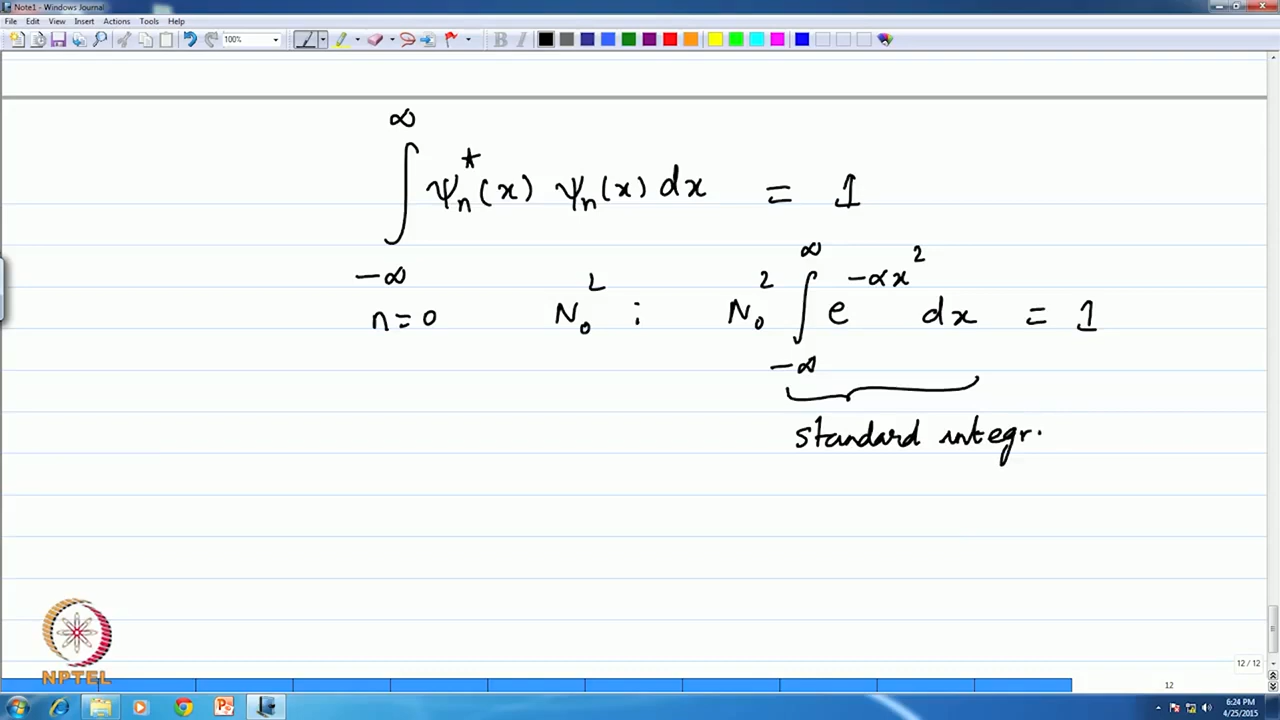 Note1 - Windows Journal
File Edit View Insert Actions Tools Help
100%
∞
∫ ψₙ*(x) ψₙ(x) dx = 1
-∞
n=0 N₀² : N₀² ∫ e^(-αx²) dx = 1
∞
-∞
standard integr.
NPTEL
12 / 12
12
6:24 PM
4/25/2015